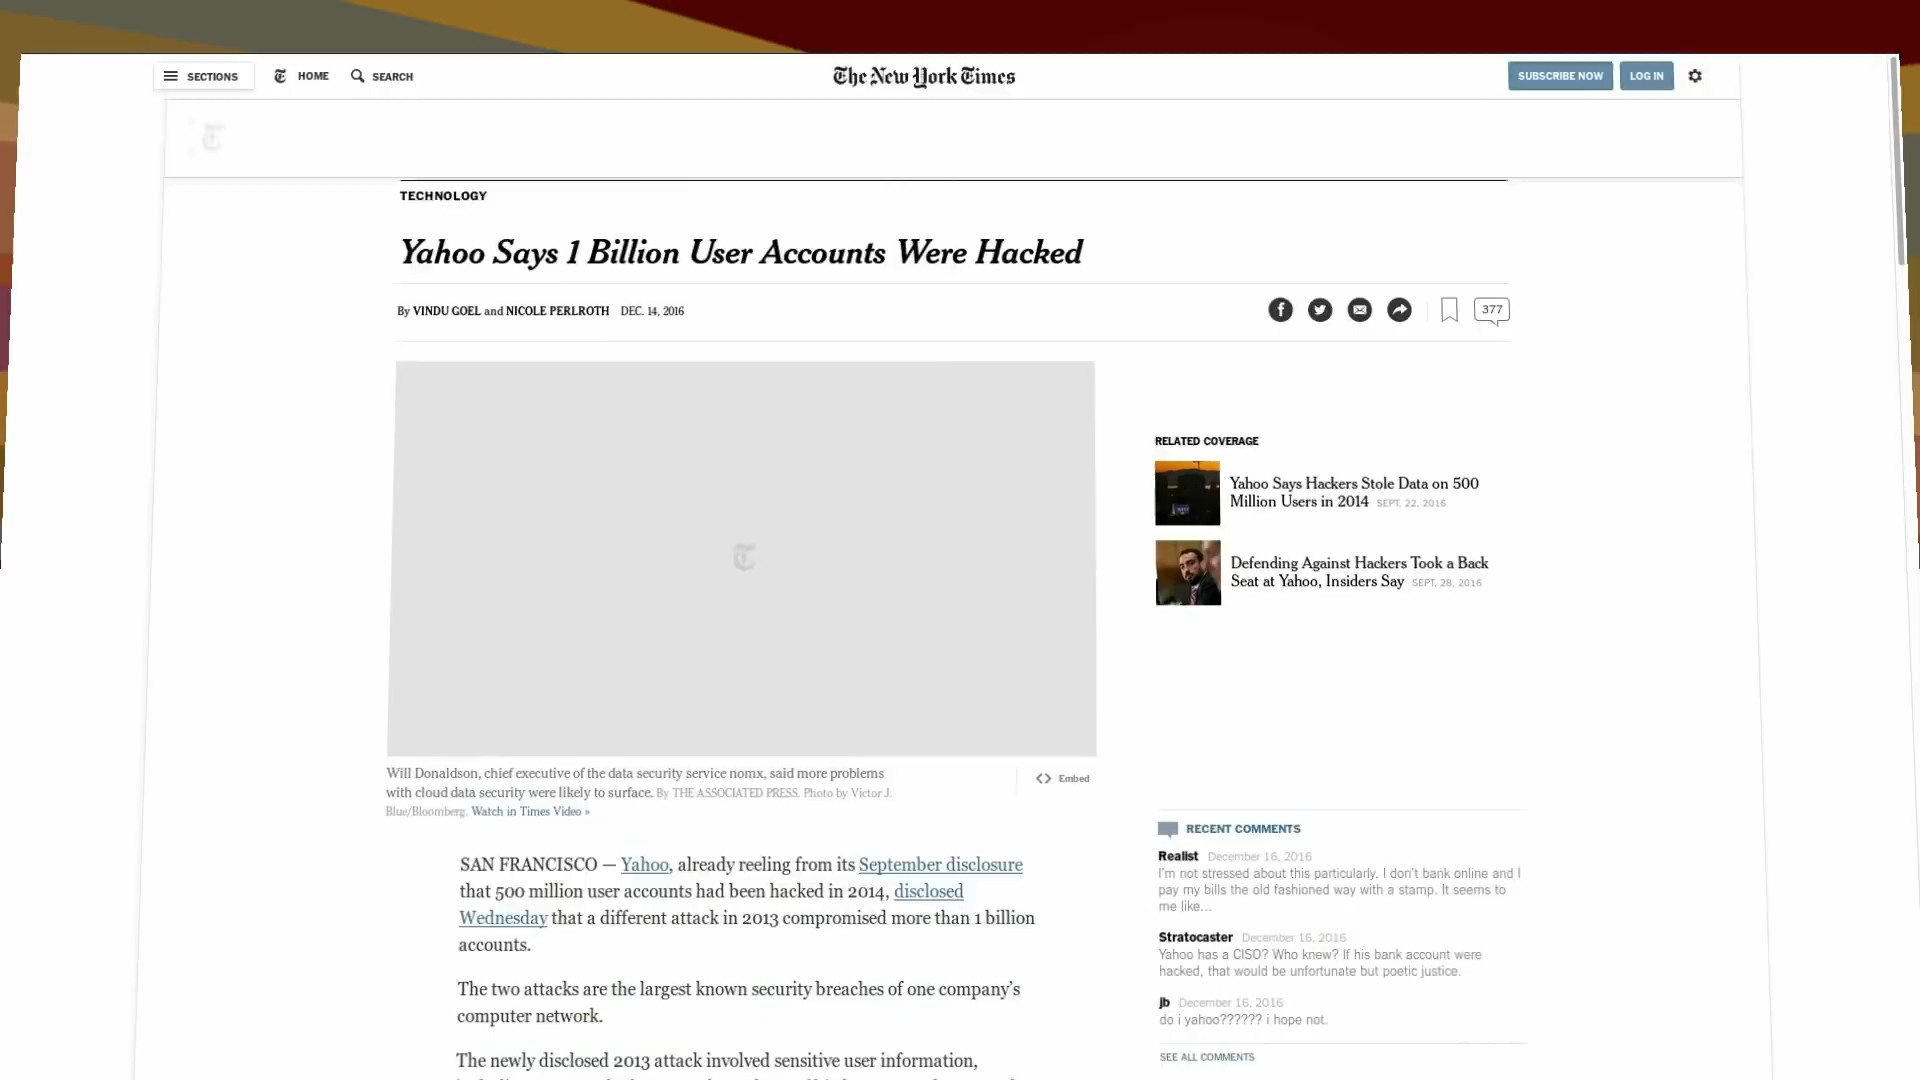 SECTIONS HOME SEARCH The New York Times SUBSCRIBE NOW LOG IN
TECHNOLOGY
Yahoo Says 1 Billion User Accounts Were Hacked
By VINDU GOEL and NICOLE PERLROTH DEC. 14, 2016
377
Will Donaldson, chief executive of the data security service nomx, said more problems
with cloud data security were likely to surface. By THE ASSOCIATED PRESS. Photo by Victor J.
Blue/Bloomberg. Watch in Times Video »
Embed
SAN FRANCISCO — Yahoo, already reeling from its September disclosure
that 500 million user accounts had been hacked in 2014, disclosed
Wednesday that a different attack in 2013 compromised more than 1 billion
accounts.
The two attacks are the largest known security breaches of one company's
computer network.
The newly disclosed 2013 attack involved sensitive user information,
RELATED COVERAGE
Yahoo Says Hackers Stole Data on 500
Million Users in 2014 SEPT. 22, 2016
Defending Against Hackers Took a Back
Seat at Yahoo, Insiders Say SEPT. 28, 2016
RECENT COMMENTS
Realist December 16, 2016
I'm not stressed about this particularly. I don't bank online and I
pay my bills the old fashioned way with a stamp. It seems to
me like...
Stratocaster December 16, 2016
Yahoo has a CISO? Who knew? If his bank account were
hacked, that would be unfortunate but poetic justice.
jb December 16, 2016
do i yahoo?????? i hope not.
SEE ALL COMMENTS